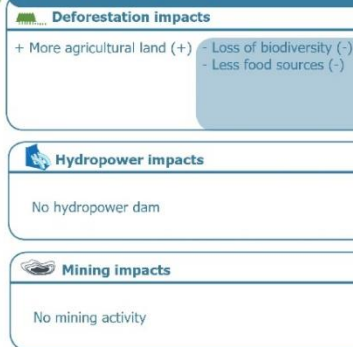 Deforestation impacts
+ More agricultural land (+)
- Loss of biodiversity (-)
- Less food sources (-)
Hydropower impacts
No hydropower dam
Mining impacts
No mining activity